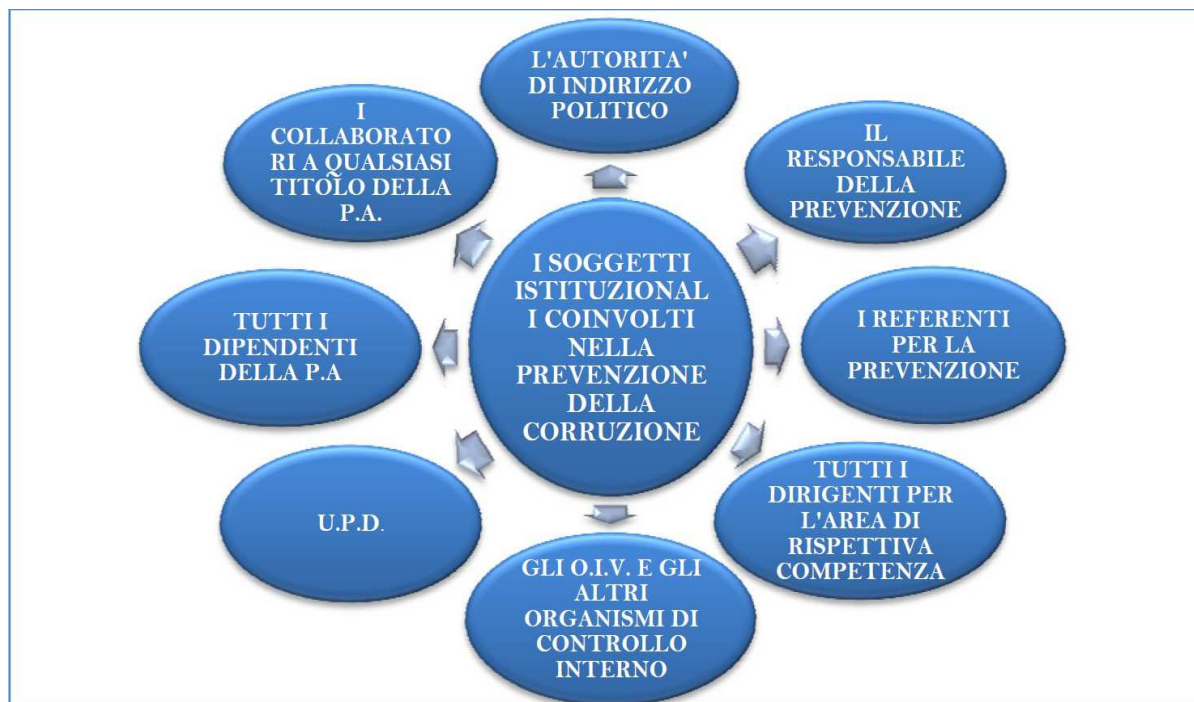 L'AUTORITA'
DI INDIRIZZO
POLITICO
IL
RESPONSABILE
DELLA
PREVENZIONE
I REFERENTI
PER LA
PREVENZIONE
TUTTI I
DIRIGENTI PER
L'AREA DI
RISPETTIVA
COMPETENZA
GLI O.I.V. E GLI
ALTRI
ORGANISMI DI
CONTROLLO
INTERNO
U.P.D.
TUTTI I
DIPENDENTI
DELLA P.A
I
COLLABORATO
RI A QUALSIASI
TITOLO DELLA
P.A.
I SOGGETTI
ISTITUZIONAL
I COINVOLTI
NELLA
PREVENZIONE
DELLA
CORRUZIONE